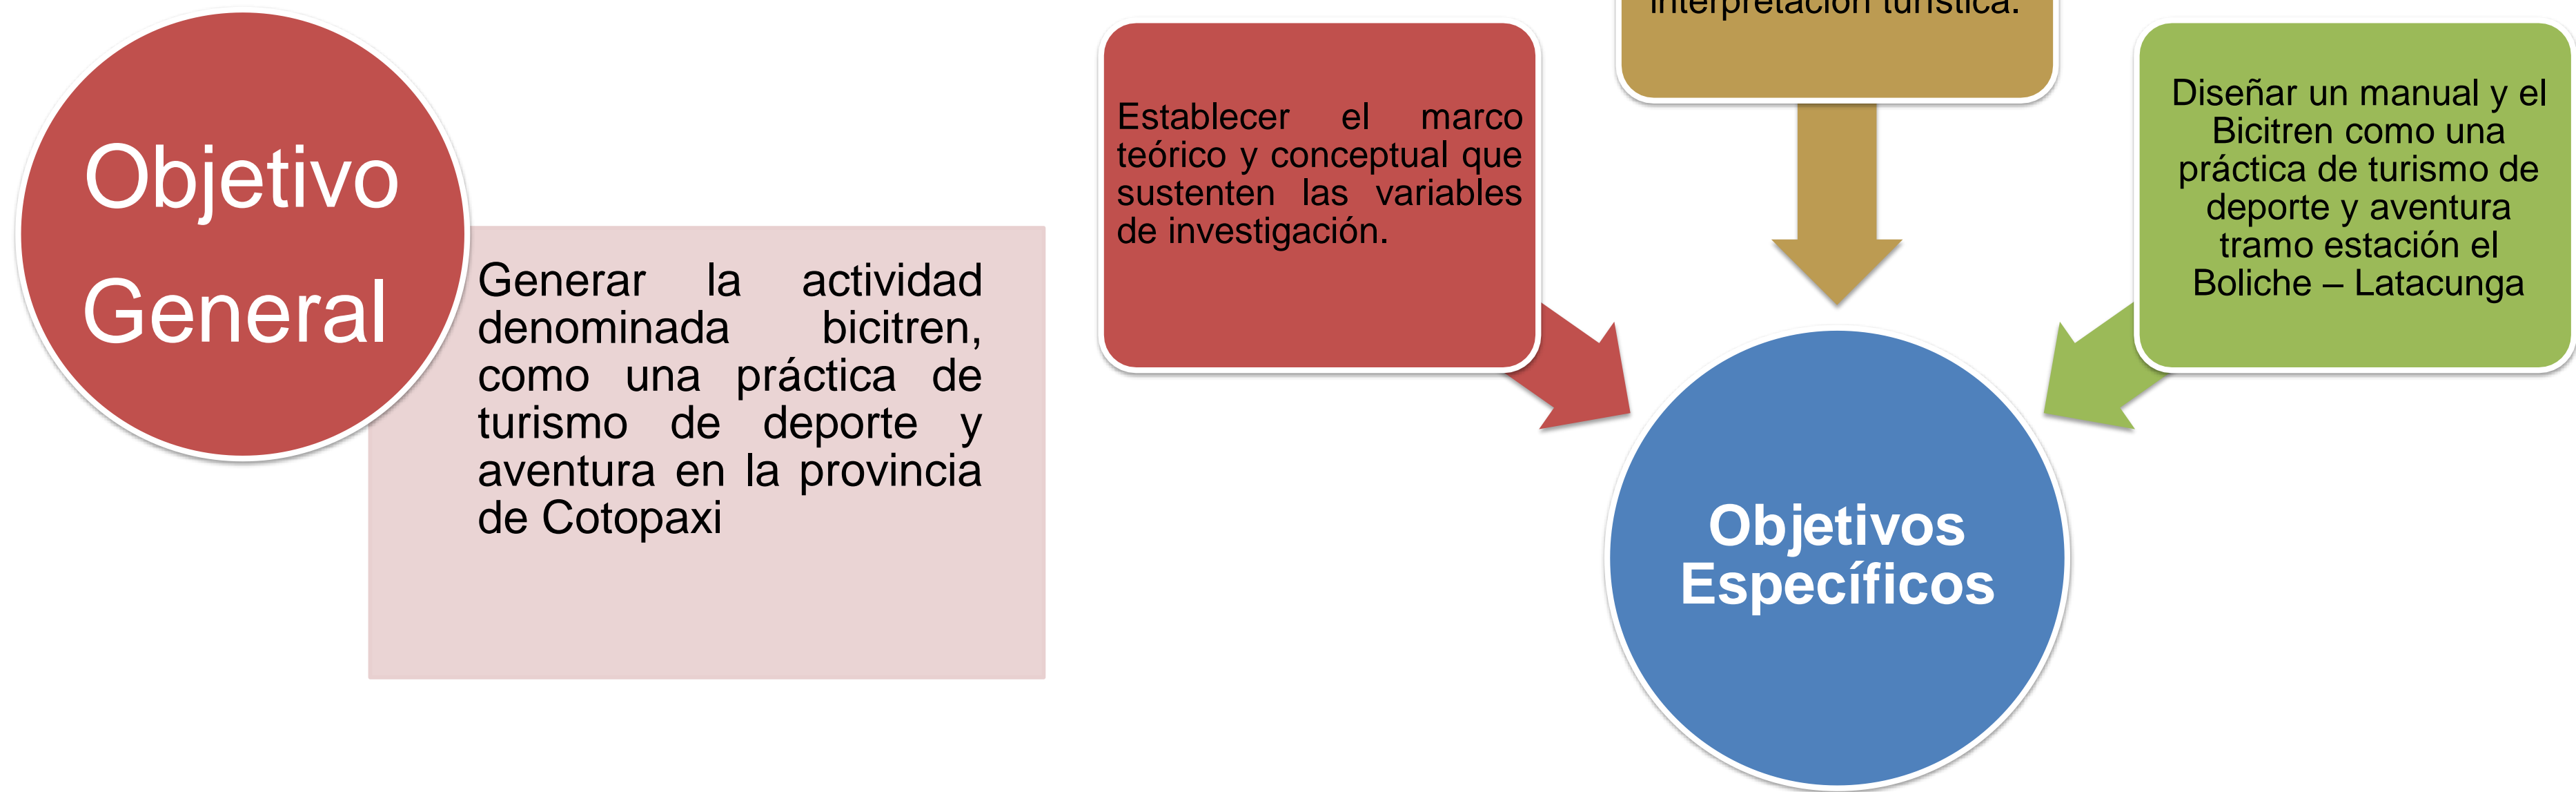 Objetivo
General
Generar la actividad
denominada bicitren,
como una práctica de
turismo de deporte y
aventura en la provincia
de Cotopaxi
Establecer el marco
teórico y conceptual que
sustenten las variables
de investigación.
interpretación turística.
Diseñar un manual y el
Bicitren como una
práctica de turismo de
deporte y aventura
tramo estación el
Boliche – Latacunga
Objetivos
Específicos